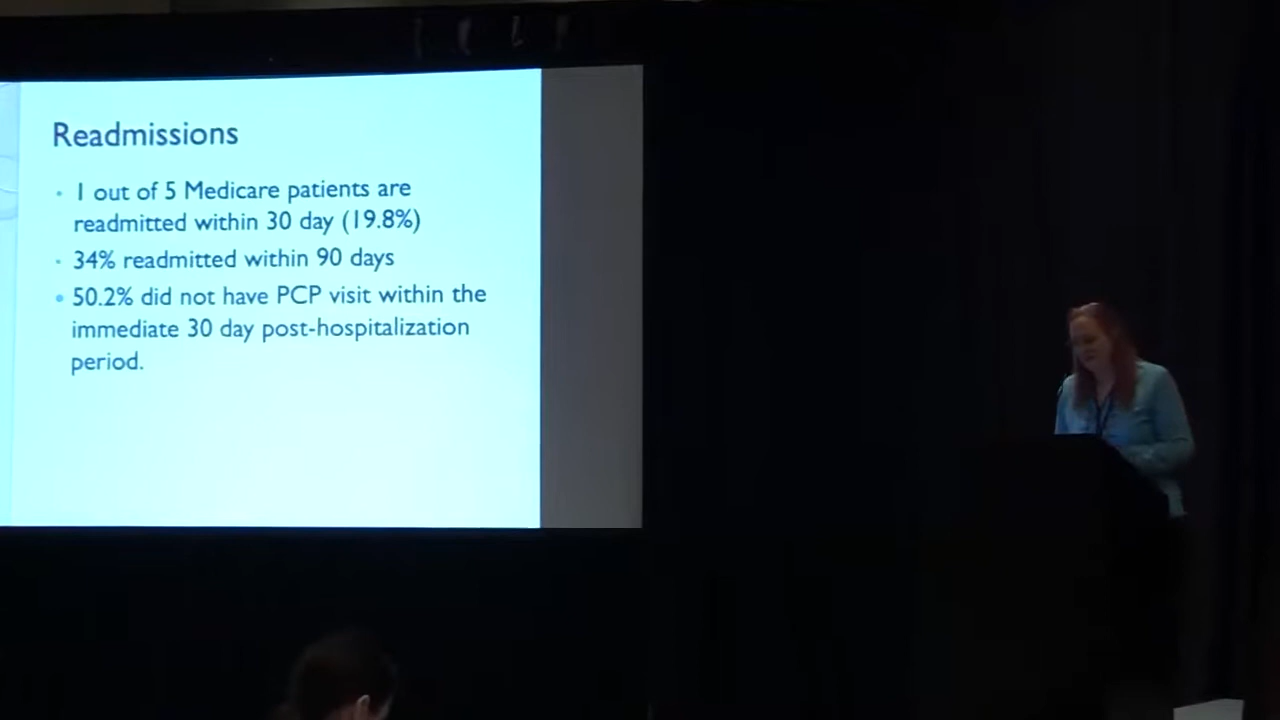 Readmissions
• 1 out of 5 Medicare patients are
readmitted within 30 day (19.8%)
• 34% readmitted within 90 days
• 50.2% did not have PCP visit within the
immediate 30 day post-hospitalization
period.